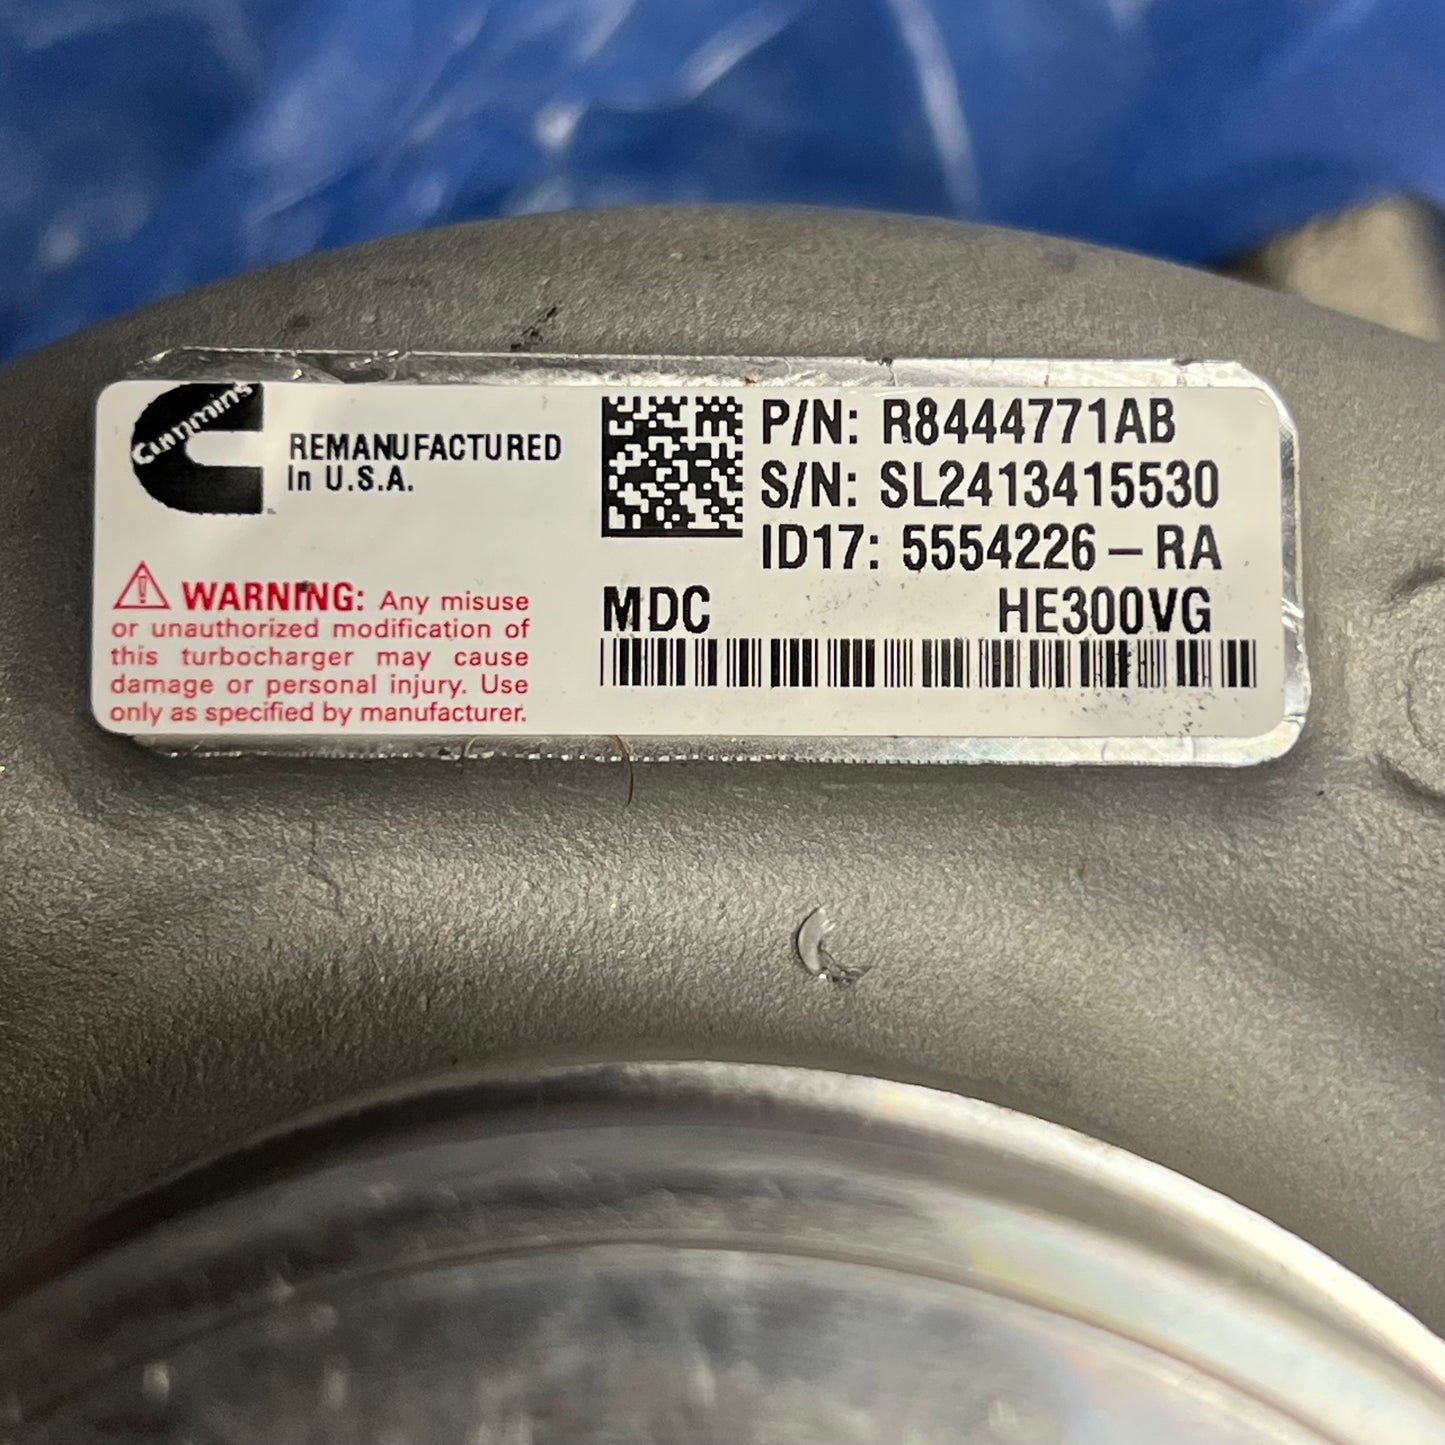 Cummins
REMANUFACTURED
In U.S.A.
WARNING: Any misuse
or unauthorized modification of
this turbocharger may cause
damage or personal injury. Use
only as specified by manufacturer.
P/N: R8444771AB
S/N: SL2413415530
ID17: 5554226-RA
MDC HE300VG